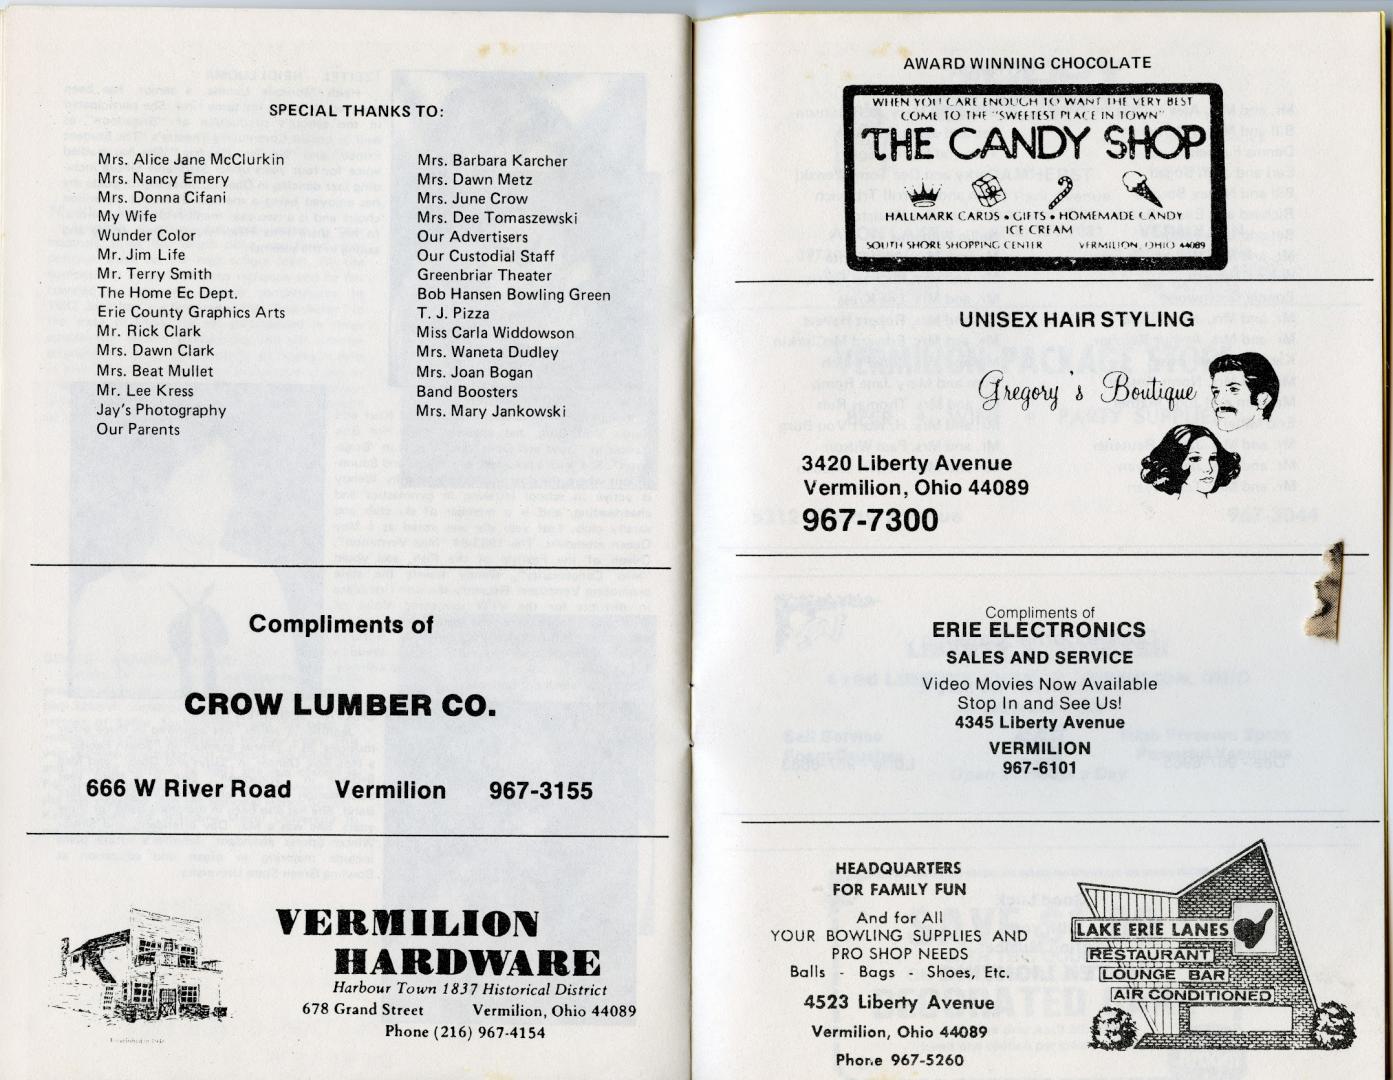 SPECIAL THANKS TO:
Mrs. Alice Jane McClurkin
Mrs. Nancy Emery
Mrs. Donna Cifani
My Wife
Wunder Color
Mr. Jim Life
Mr. Terry Smith
The Home Ec Dept.
Erie County Graphics Arts
Mr. Rick Clark
Mrs. Dawn Clark
Mrs. Beat Mullet
Mr. Lee Kress
Jay's Photography
Our Parents
Mrs. Barbara Karcher
Mrs. Dawn Metz
Mrs. June Crow
Mrs. Dee Tomaszewski
Our Advertisers
Our Custodial Staff
Greenbriar Theater
Bob Hansen Bowling Green
T. J. Pizza
Miss Carla Widdowson
Mrs. Waneta Dudley
Mrs. Joan Bogan
Band Boosters
Mrs. Mary Jankowski
Compliments of
CROW LUMBER CO.
666 W River Road Vermilion 967-3155
VERMILION
HARDWARE
Harbour Town 1837 Historical District
678 Grand Street Vermilion, Ohio 44089
Phone (216) 967-4154
AWARD WINNING CHOCOLATE
WHEN YOU CARE ENOUGH TO WANT THE VERY BEST
COME TO THE "SWEETEST PLACE IN TOWN"
THE CANDY SHOP
HALLMARK CARDS • GIFTS • HOMEMADE CANDY
ICE CREAM
SOUTH SHORE SHOPPING CENTER VERMILION, OHIO 44089
UNISEX HAIR STYLING
Gregory's Boutique
3420 Liberty Avenue
Vermilion, Ohio 44089
967-7300
Compliments of
ERIE ELECTRONICS
SALES AND SERVICE
Video Movies Now Available
Stop In and See Us!
4345 Liberty Avenue
VERMILION
967-6101
HEADQUARTERS
FOR FAMILY FUN
And for All
YOUR BOWLING SUPPLIES AND
PRO SHOP NEEDS
Balls - Bags - Shoes, Etc.
4523 Liberty Avenue
Vermilion, Ohio 44089
Phone 967-5260
LAKE ERIE LANES
RESTAURANT
LOUNGE BAR
AIR CONDITIONED